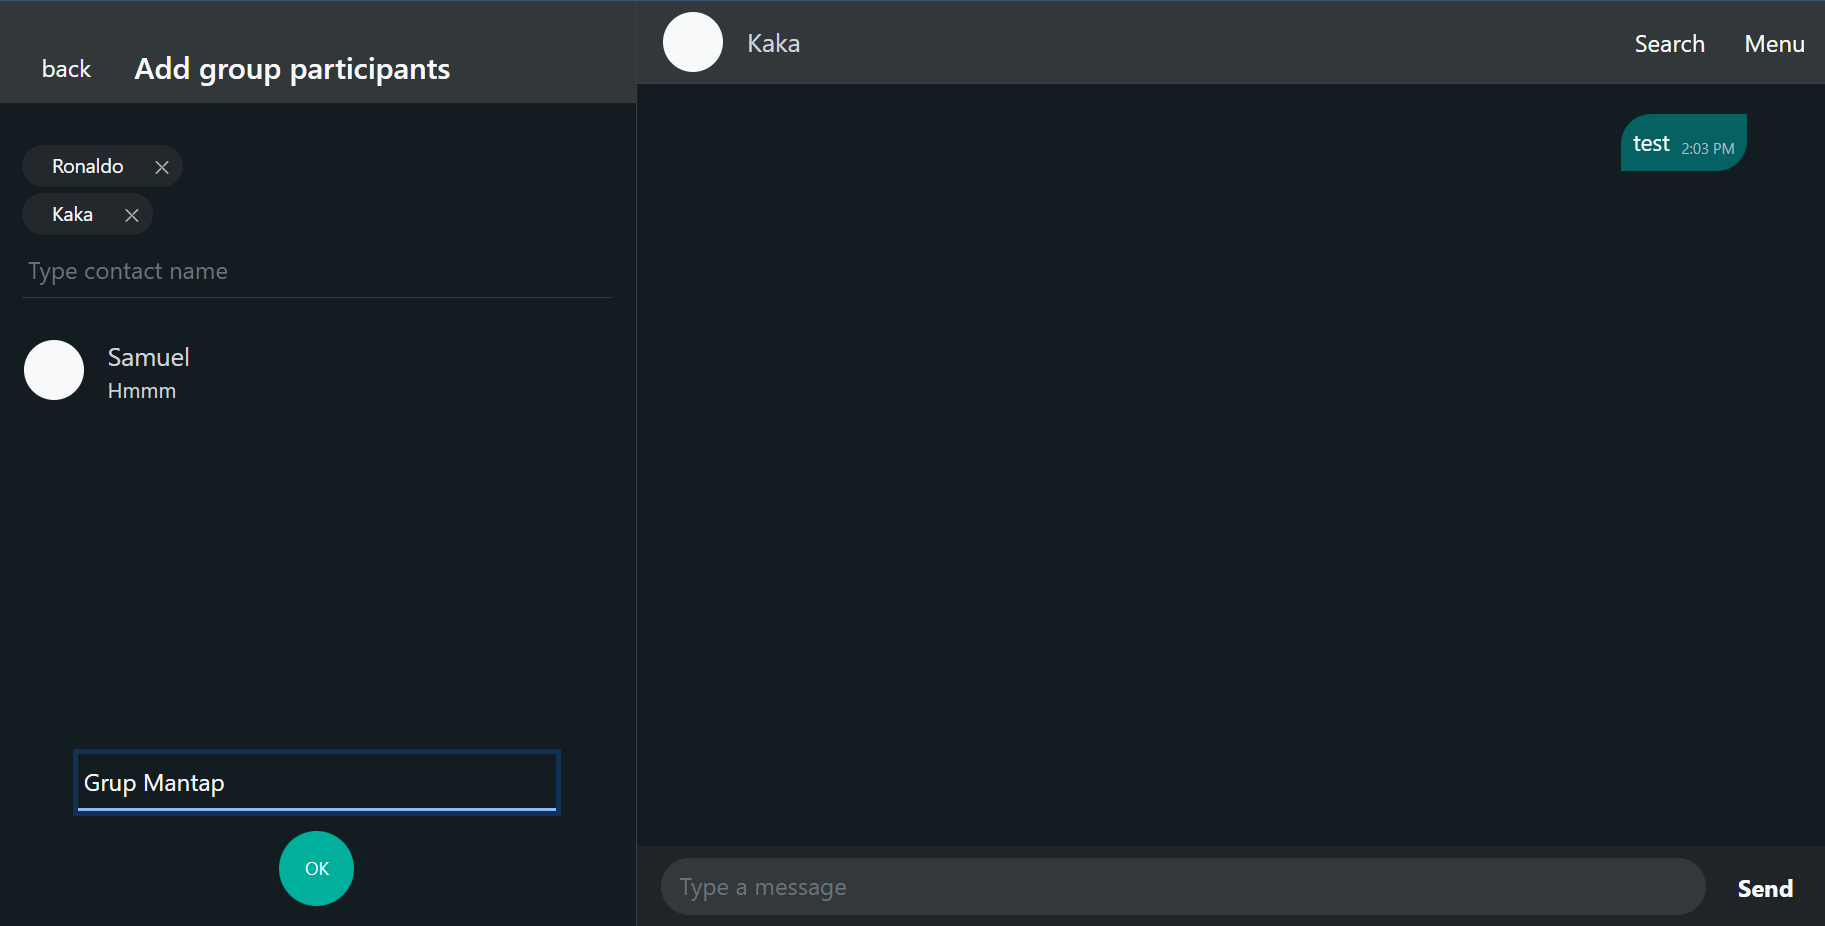 back
Add group participants
Ronaldo
Kaka
Type contact name
Samuel
Hmmm
Grup Mantap
OK
Kaka
Search
Menu
test 2:03 PM
Type a message
Send